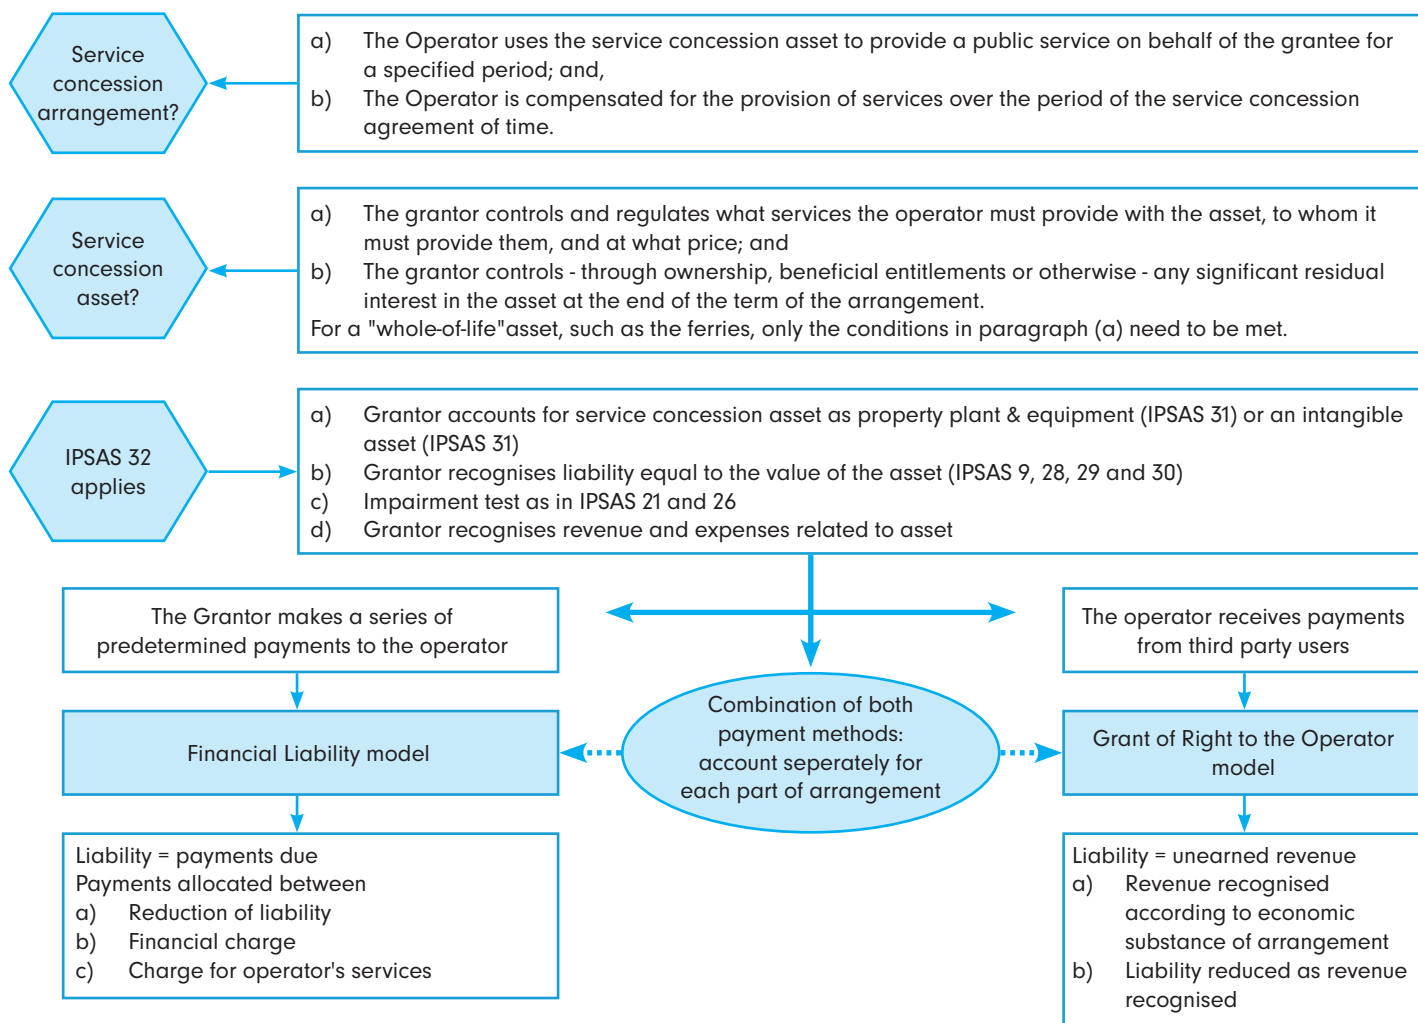 Service
concession
arrangement?
a) The Operator uses the service concession asset to provide a public service on behalf of the grantee for
a specified period; and,
b) The Operator is compensated for the provision of services over the period of the service concession
agreement of time.
Service
concession
asset?
a) The grantor controls and regulates what services the operator must provide with the asset, to whom it
must provide them, and at what price; and
b) The grantor controls - through ownership, beneficial entitlements or otherwise - any significant residual
interest in the asset at the end of the term of the arrangement.
For a "whole-of-life"asset, such as the ferries, only the conditions in paragraph (a) need to be met.
IPSAS 32
applies
a) Grantor accounts for service concession asset as property plant & equipment (IPSAS 31) or an intangible
asset (IPSAS 31)
b) Grantor recognises liability equal to the value of the asset (IPSAS 9, 28, 29 and 30)
c) Impairment test as in IPSAS 21 and 26
d) Grantor recognises revenue and expenses related to asset
The Grantor makes a series of
predetermined payments to the operator
The operator receives payments
from third party users
Combination of both
payment methods:
account seperately for
each part of arrangement
Financial Liability model
Grant of Right to the Operator
model
Liability = payments due
Payments allocated between
a) Reduction of liability
b) Financial charge
c) Charge for operator's services
Liability = unearned revenue
a) Revenue recognised
according to economic
substance of arrangement
b) Liability reduced as revenue
recognised